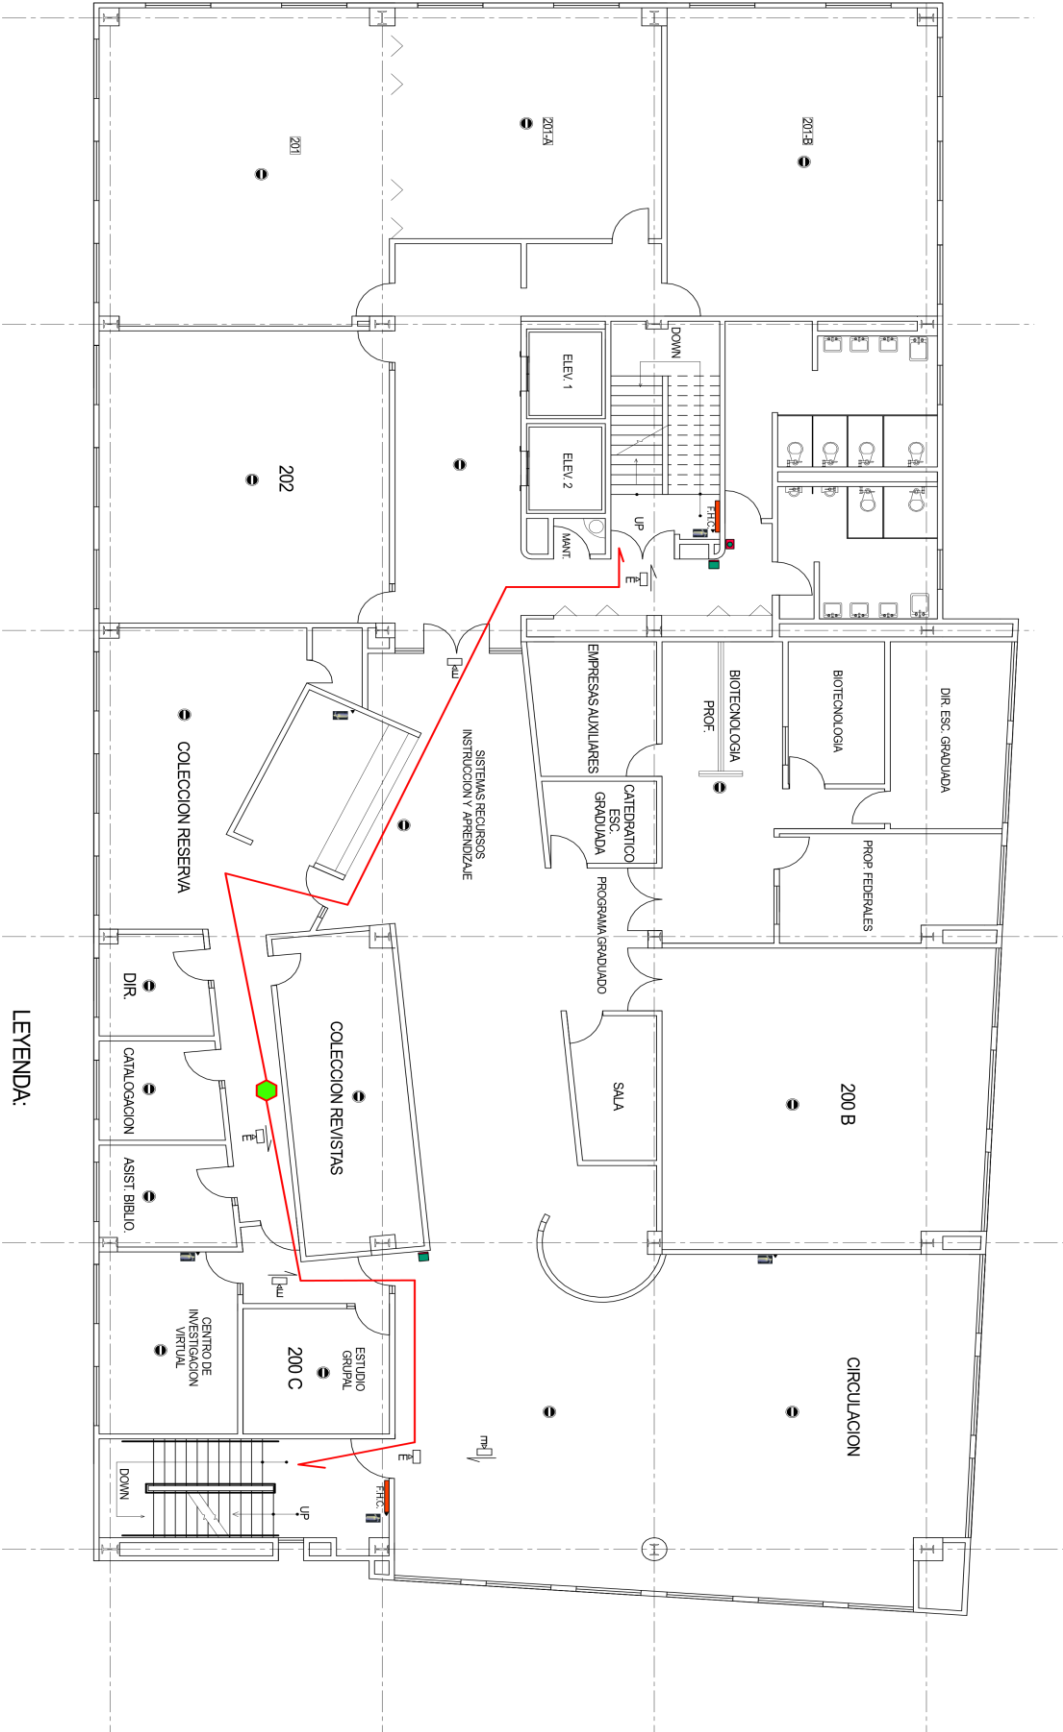 201
201-A
201-B
202
ELEV. 1
ELEV. 2
DOWN
UP
F.H.C.
MANT.
E
E
EMPRESAS AUXILIARES
BIOTECNOLOGIA
PROF.
BIOTECNOLOGIA
DIR. ESC. GRADUADA
CATEDRATICO
ESC.
GRADUADA
PROP. FEDERALES
PROGRAMA GRADUADO
SISTEMAS RECURSOS
INSTRUCCION Y APRENDIZAJE
COLECCION RESERVA
DIR.
CATALOGACION
ASIST. BIBLIO.
COLECCION REVISTAS
SALA
200 B
E
E
CENTRO DE
INVESTIGACION
VIRTUAL
ESTUDIO
GRUPAL
200 C
CIRCULACION
E
E
F.H.C.
DOWN
UP
LEYENDA: